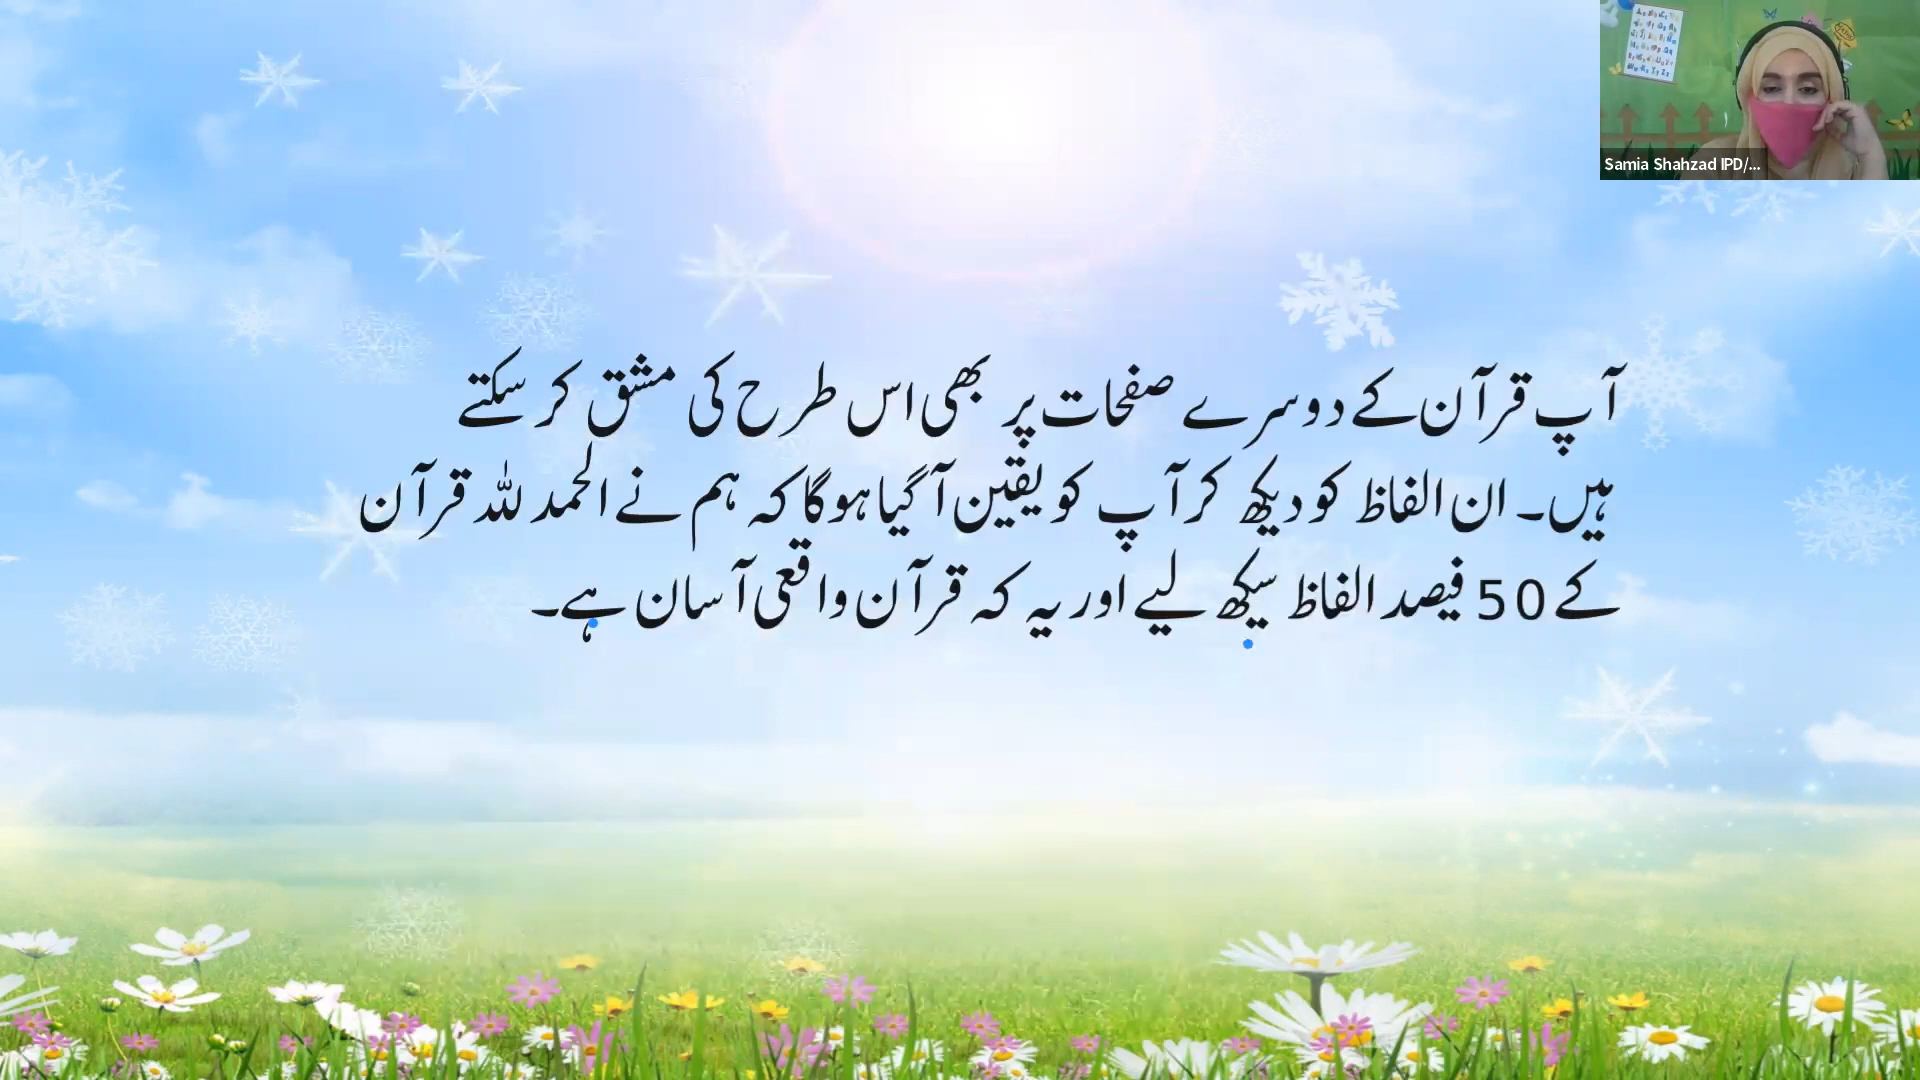 آپ قرآن کے دوسرے صفحات پر بھی اس طرح کی مشق کر سکتے
ہیں۔ ان الفاظ کو دیکھ کر آپ کو یقین آگیا ہوگا کہ ہم نے الحمد للہ قرآن
کے 50 فیصد الفاظ سیکھ لیے اور یہ کہ قرآن واقعی آسان ہے۔
Samia Shahzad IPD/...